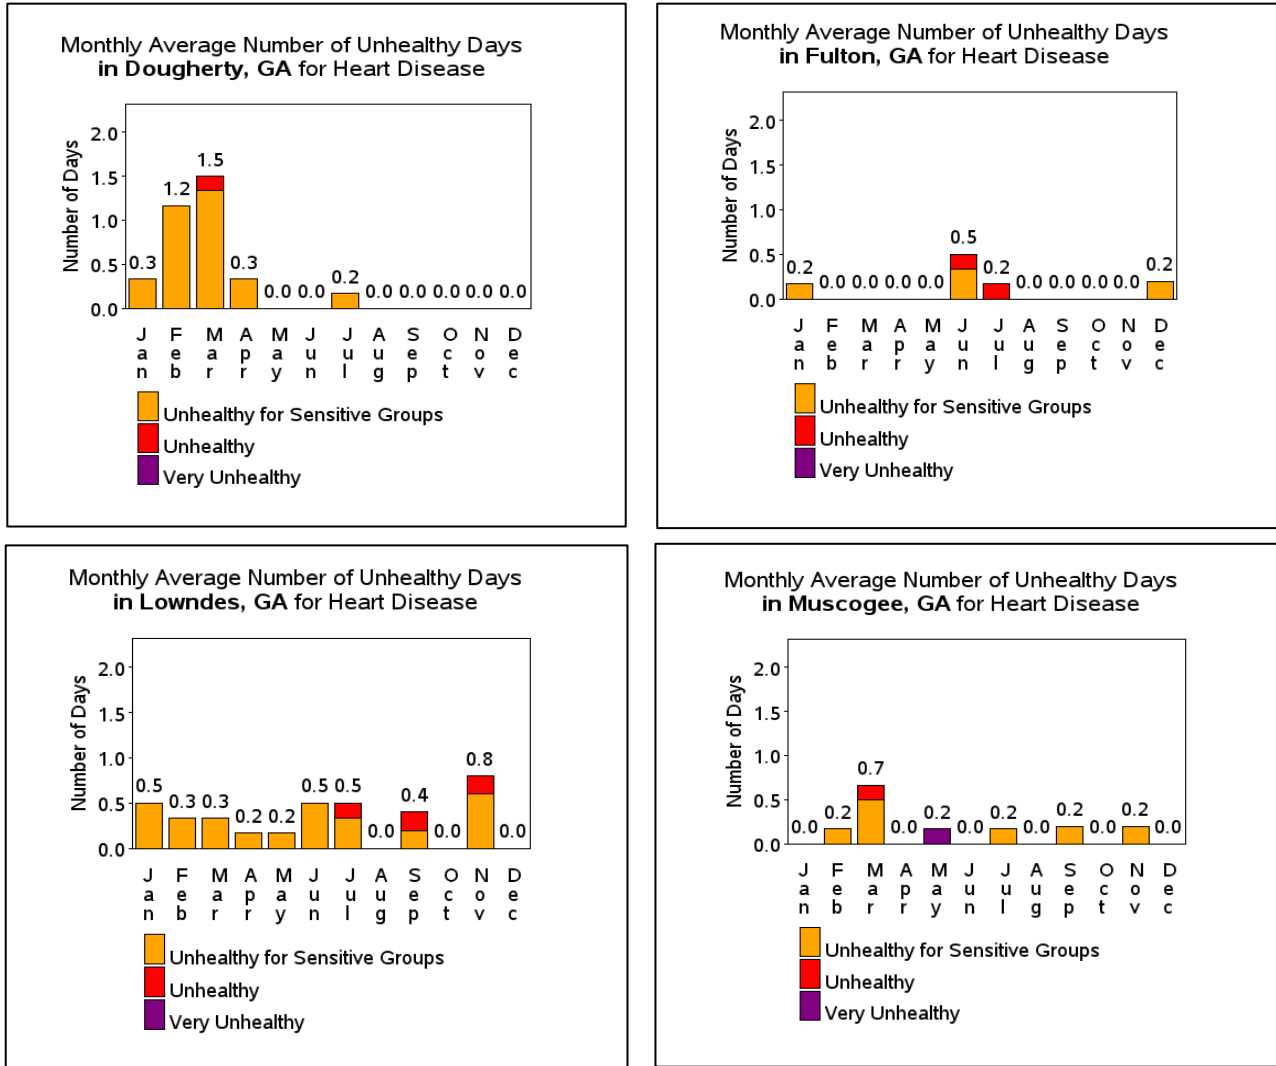 Monthly Average Number of Unhealthy Days
in Dougherty, GA for Heart Disease
Number of Days
2.0
1.5
1.0
0.5
0.0
0.3 1.2 1.5 0.3 0.0 0.0 0.2 0.0 0.0 0.0 0.0 0.0
Jan Feb Mar Apr May Jun Jul Aug Sep Oct Nov Dec
Unhealthy for Sensitive Groups
Unhealthy
Very Unhealthy
Monthly Average Number of Unhealthy Days
in Fulton, GA for Heart Disease
Number of Days
2.0
1.5
1.0
0.5
0.0
0.2 0.0 0.0 0.0 0.0 0.5 0.2 0.0 0.0 0.0 0.0 0.2
Jan Feb Mar Apr May Jun Jul Aug Sep Oct Nov Dec
Unhealthy for Sensitive Groups
Unhealthy
Very Unhealthy
Monthly Average Number of Unhealthy Days
in Lowndes, GA for Heart Disease
Number of Days
2.0
1.5
1.0
0.5
0.0
0.5 0.3 0.3 0.2 0.2 0.5 0.5 0.0 0.4 0.0 0.8 0.0
Jan Feb Mar Apr May Jun Jul Aug Sep Oct Nov Dec
Unhealthy for Sensitive Groups
Unhealthy
Very Unhealthy
Monthly Average Number of Unhealthy Days
in Muscogee, GA for Heart Disease
Number of Days
2.0
1.5
1.0
0.5
0.0
0.0 0.2 0.7 0.0 0.2 0.0 0.2 0.0 0.2 0.0 0.2 0.0
Jan Feb Mar Apr May Jun Jul Aug Sep Oct Nov Dec
Unhealthy for Sensitive Groups
Unhealthy
Very Unhealthy